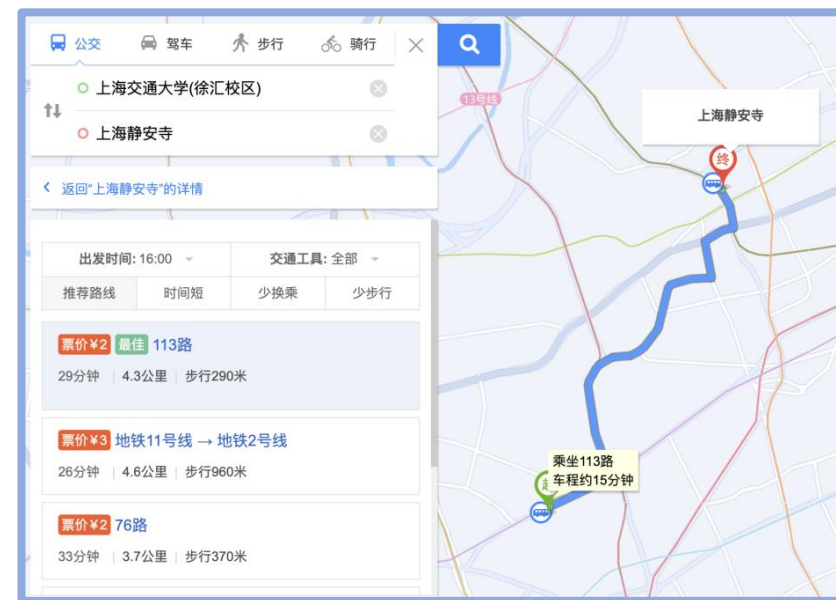 公交 驾车 步行 骑行
上海交通大学(徐汇校区)
上海静安寺
返回“上海静安寺”的详情
出发时间: 16:00 交通工具: 全部
推荐路线 时间短 少换乘 少步行
票价¥2 最佳 113路
29分钟 | 4.3公里 | 步行290米
票价¥3 地铁11号线 → 地铁2号线
26分钟 | 4.6公里 | 步行960米
票价¥2 76路
33分钟 | 3.7公里 | 步行370米
13号线
上海静安寺
终
乘坐113路
车程约15分钟